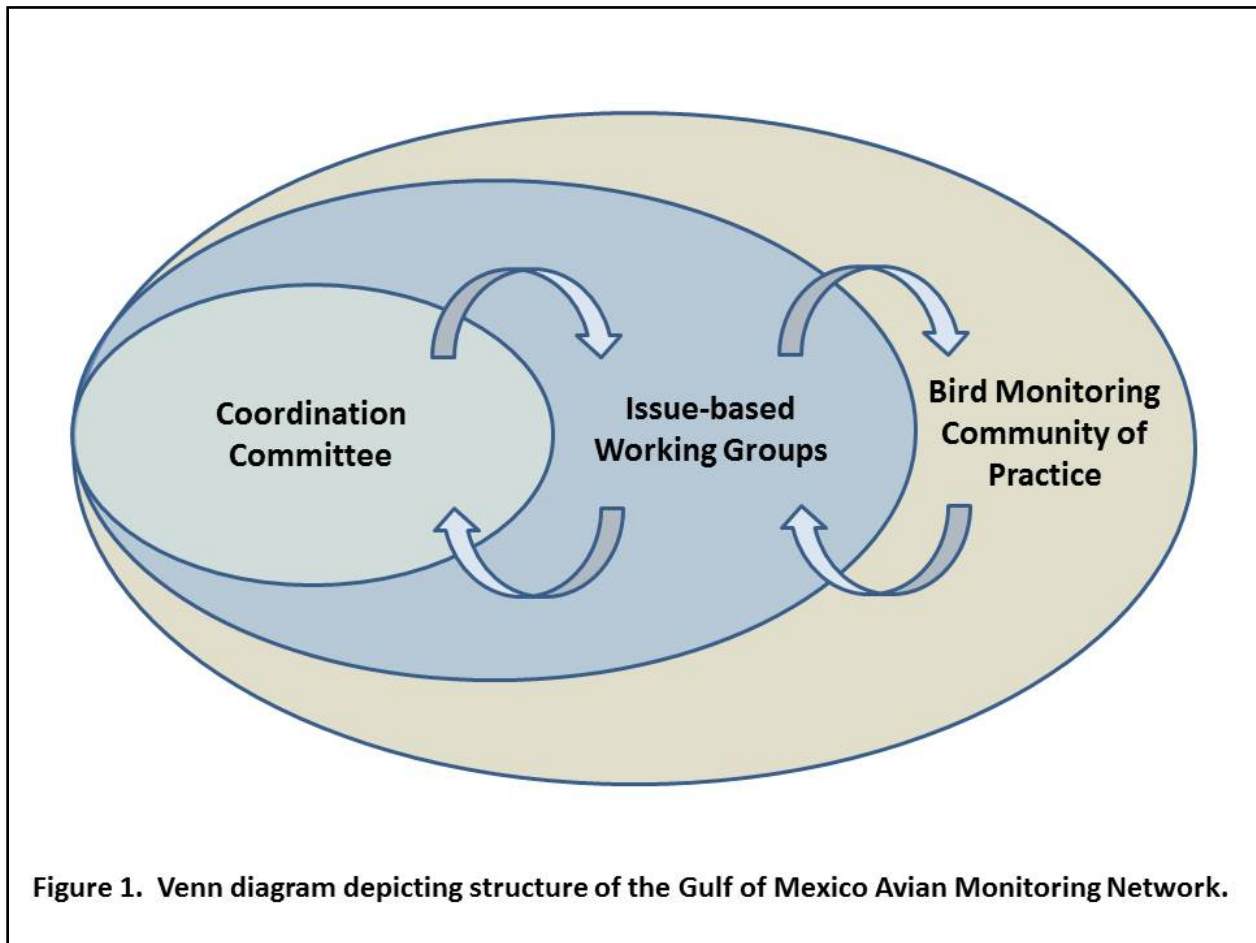 Coordination
Committee
Issue-based
Working Groups
Bird Monitoring
Community of
Practice
Figure 1.  Venn diagram depicting structure of the Gulf of Mexico Avian Monitoring Network.